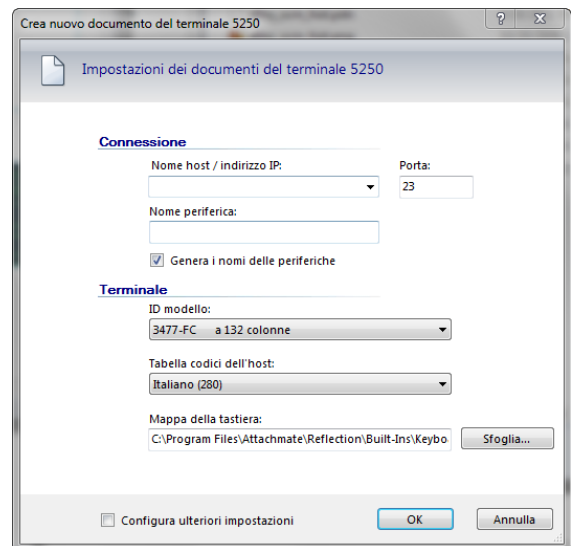 Crea nuovo documento del terminale 5250
Impostazioni dei documenti del terminale 5250
Connessione
Nome host / indirizzo IP:
Porta:
23
Nome periferica:
Genera i nomi delle periferiche
Terminale
ID modello:
3477-FC a 132 colonne
Tabella codici dell'host:
Italiano (280)
Mappa della tastiera:
C:\Program Files\Attachmate\Reflection\Built-Ins\Keybo
Sfoglia...
Configura ulteriori impostazioni
OK
Annulla